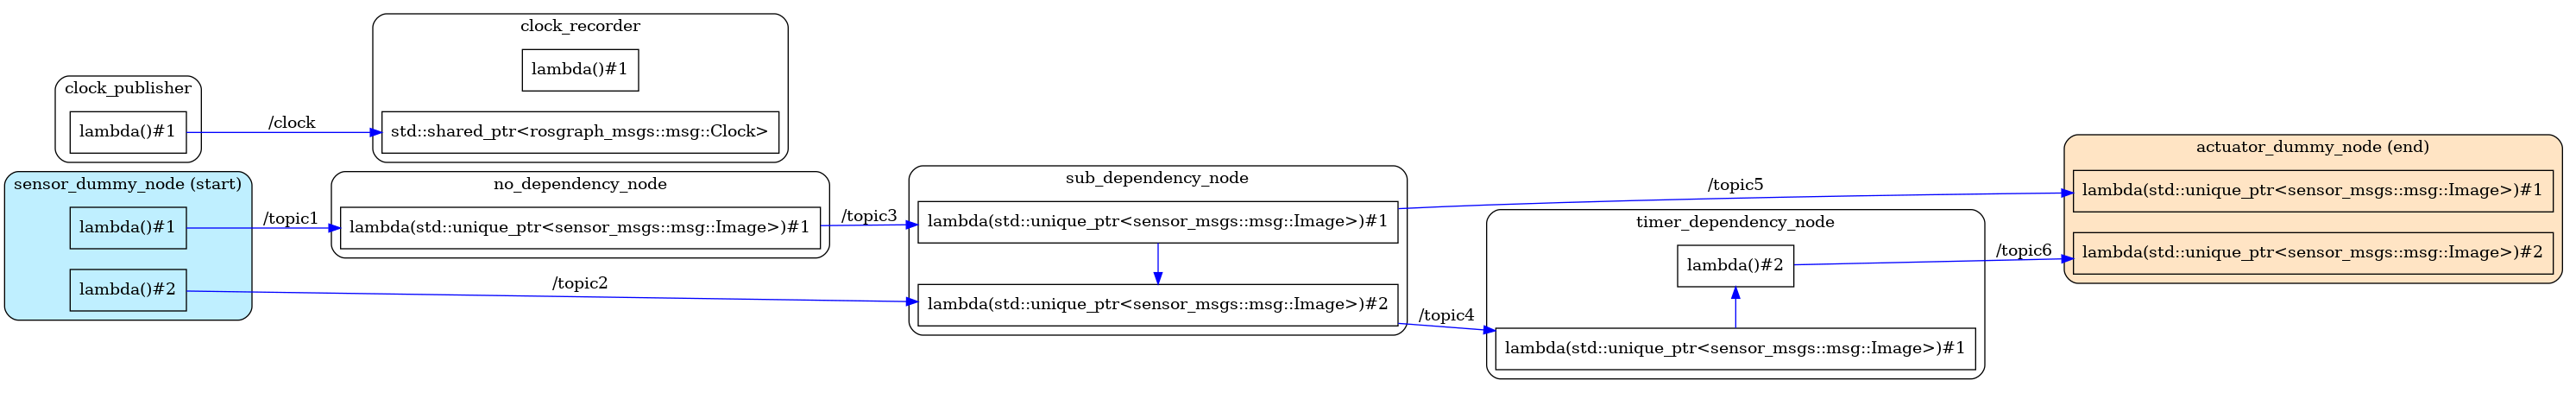 clock_recorder
lambda()#1
std::shared_ptr<rosgraph_msgs::msg::Clock>
clock_publisher
lambda()#1
/clock
sensor_dummy_node (start)
lambda()#1
lambda()#2
/topic1
/topic2
no_dependency_node
lambda(std::unique_ptr<sensor_msgs::msg::Image>)#1
/topic3
sub_dependency_node
lambda(std::unique_ptr<sensor_msgs::msg::Image>)#1
lambda(std::unique_ptr<sensor_msgs::msg::Image>)#2
/topic5
/topic4
timer_dependency_node
lambda()#2
lambda(std::unique_ptr<sensor_msgs::msg::Image>)#1
/topic6
actuator_dummy_node (end)
lambda(std::unique_ptr<sensor_msgs::msg::Image>)#1
lambda(std::unique_ptr<sensor_msgs::msg::Image>)#2